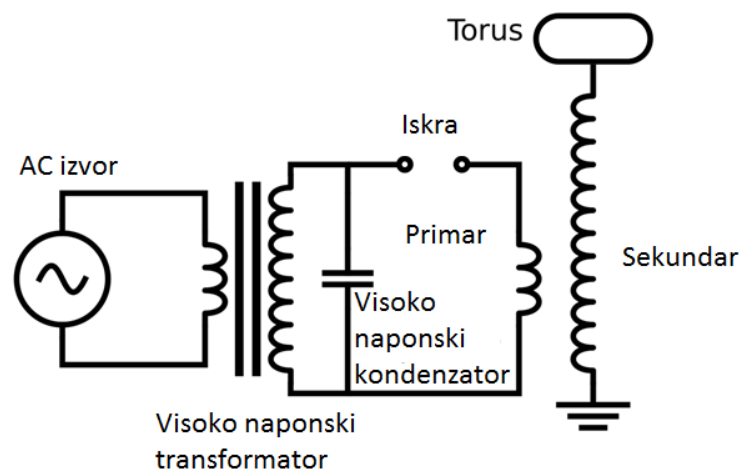 Torus
Iskra
AC izvor
Primar
Sekundar
Visoko
naponski
kondenzator
Visoko naponski
transformator